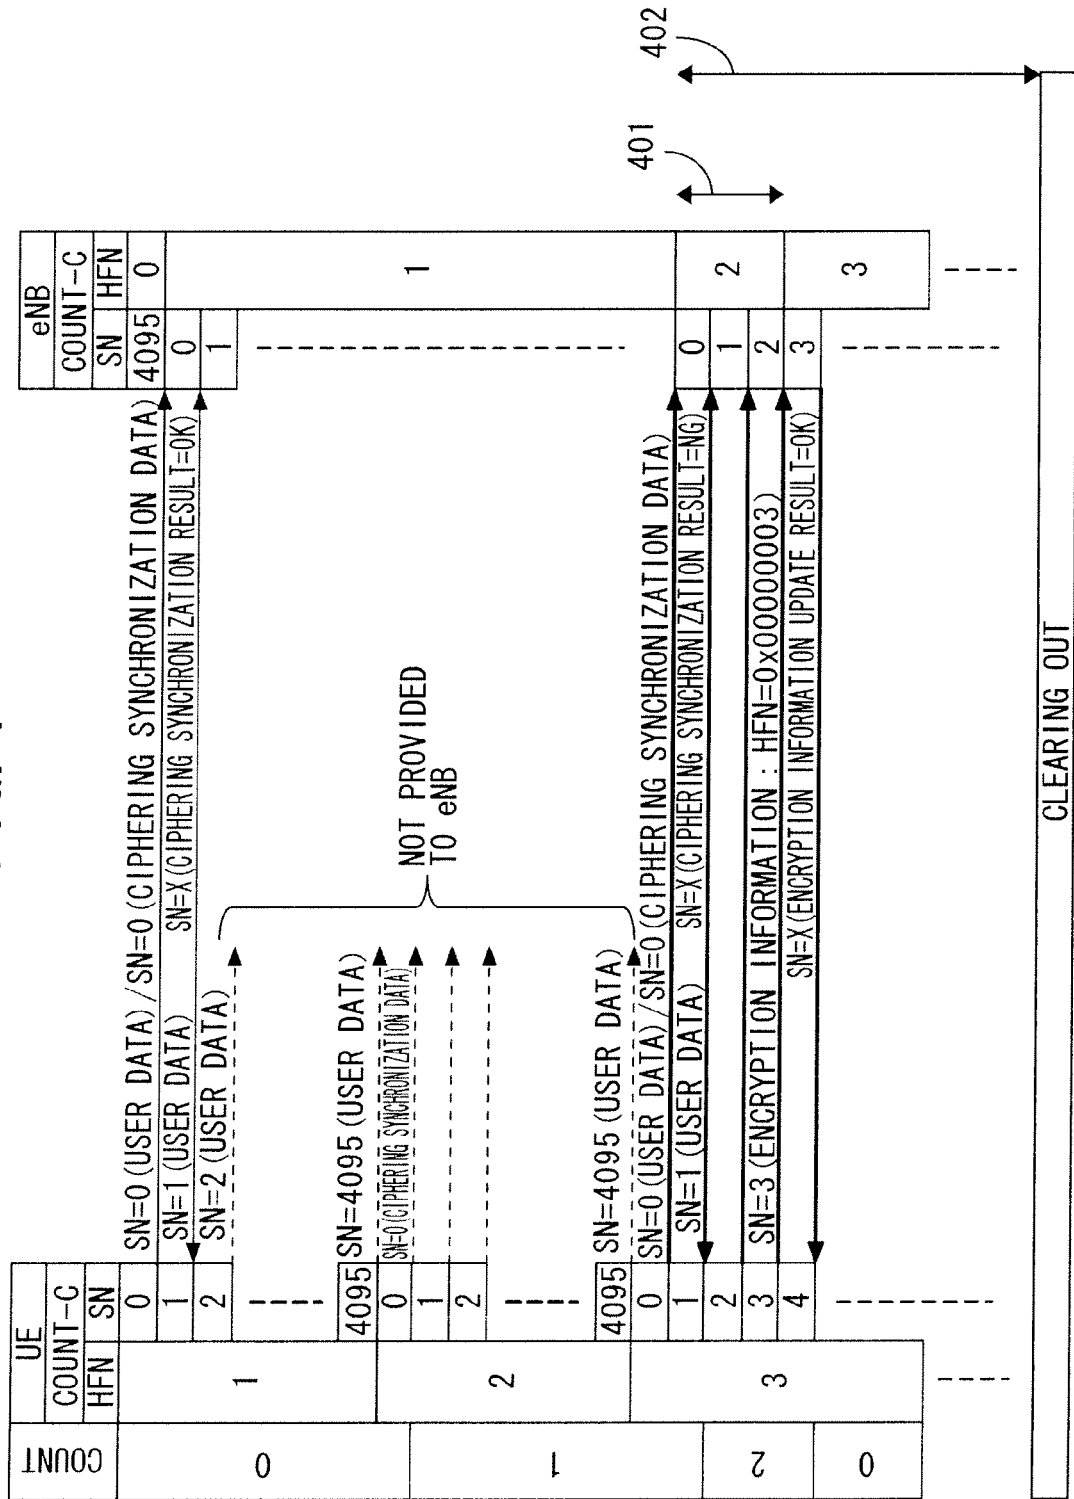 UE
COUNT-C
COUNT
HFN
SN
eNB
COUNT-C
SN
HFN
4095
0
0
1
SN=0(USER DATA)/SN=0(CIPHERING SYNCHRONIZATION DATA)
SN=1(USER DATA)
SN=X(CIPHERING SYNCHRONIZATION RESULT=OK)
SN=2(USER DATA)
0
1
2
0
1
1
NOT PROVIDED
TO eNB
4095
SN=4095(USER DATA)
0
SN=0(CIPHERING SYNCHRONIZATION DATA)
1
2
2
1
4095
SN=4095(USER DATA)
0
SN=0(USER DATA)/SN=0(CIPHERING SYNCHRONIZATION DATA)
1
SN=1(USER DATA)
SN=X(CIPHERING SYNCHRONIZATION RESULT=NG)
2
3
SN=3(ENCRYPTION INFORMATION : HFN=0x00000003)
4
SN=X(ENCRYPTION INFORMATION UPDATE RESULT=OK)
3
2
0
0
1
2
2
3
3
401
402
CLEARING OUT